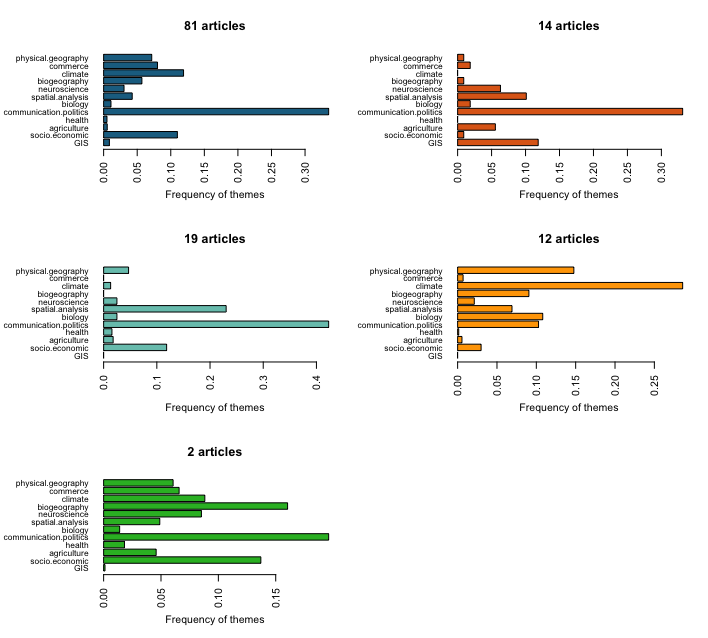 81 articles
physical.geography
commerce
climate
biogeography
neuroscience
spatial.analysis
biology
communication.politics
health
agriculture
socio.economic
GIS
0.00 0.05 0.10 0.15 0.20 0.25 0.30
Frequency of themes
14 articles
physical.geography
commerce
climate
biogeography
neuroscience
spatial.analysis
biology
communication.politics
health
agriculture
socio.economic
GIS
0.00 0.05 0.10 0.15 0.20 0.25 0.30
Frequency of themes
19 articles
physical.geography
commerce
climate
biogeography
neuroscience
spatial.analysis
biology
communication.politics
health
agriculture
socio.economic
GIS
0.0 0.1 0.2 0.3 0.4
Frequency of themes
12 articles
physical.geography
commerce
climate
biogeography
neuroscience
spatial.analysis
biology
communication.politics
health
agriculture
socio.economic
GIS
0.00 0.05 0.10 0.15 0.20 0.25
Frequency of themes
2 articles
physical.geography
commerce
climate
biogeography
neuroscience
spatial.analysis
biology
communication.politics
health
agriculture
socio.economic
GIS
0.00 0.05 0.10 0.15
Frequency of themes